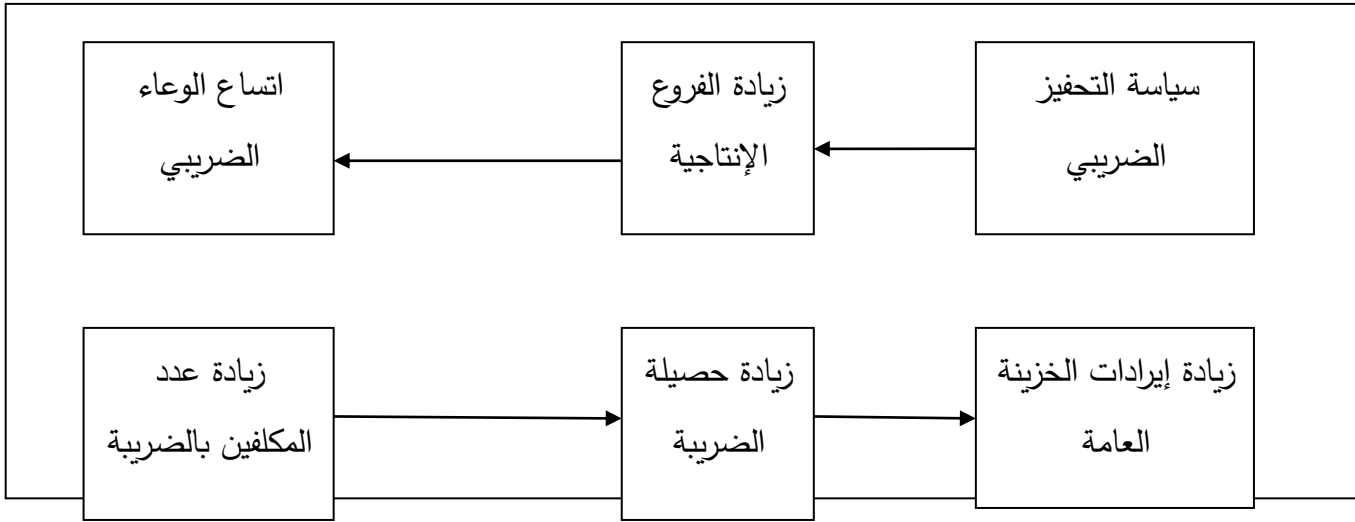 سياسة التحفيز
الضريبي
زيادة الفروع
الإنتاجية
اتساع الوعاء
الضريبي
زيادة عدد
المكلفين بالضريبة
زيادة حصيلة
الضريبة
زيادة إيرادات الخزينة
العامة